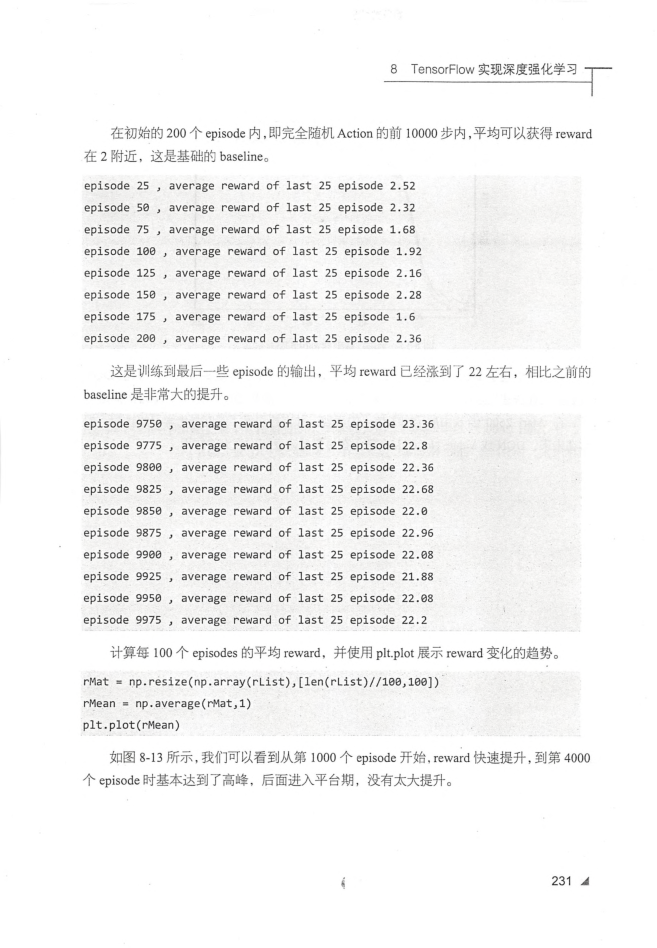 8 TensorFlow 实现深度强化学习
在初始的 200 个 episode 内，即完全随机 Action 的前 10000 步内，平均可以获得 reward
在 2 附近，这是基础的 baseline。
episode 25 , average reward of last 25 episode 2.52
episode 50 , average reward of last 25 episode 2.32
episode 75 , average reward of last 25 episode 1.68
episode 100 , average reward of last 25 episode 1.92
episode 125 , average reward of last 25 episode 2.16
episode 150 , average reward of last 25 episode 2.28
episode 175 , average reward of last 25 episode 1.6
episode 200 , average reward of last 25 episode 2.36
这是训练到最后一些 episode 的输出，平均 reward 已经涨到了 22 左右，相比之前的
baseline 是非常大的提升。
episode 9750 , average reward of last 25 episode 23.36
episode 9775 , average reward of last 25 episode 22.8
episode 9800 , average reward of last 25 episode 22.36
episode 9825 , average reward of last 25 episode 22.68
episode 9850 , average reward of last 25 episode 22.0
episode 9875 , average reward of last 25 episode 22.96
episode 9900 , average reward of last 25 episode 22.08
episode 9925 , average reward of last 25 episode 21.88
episode 9950 , average reward of last 25 episode 22.08
episode 9975 , average reward of last 25 episode 22.2
计算每 100 个 episodes 的平均 reward，并使用 plt.plot 展示 reward 变化的趋势。
rMat = np.resize(np.array(rList),[len(rList)//100,100])
rMean = np.average(rMat,1)
plt.plot(rMean)
如图 8-13 所示，我们可以看到从第 1000 个 episode 开始，reward 快速提升，到第 4000
个 episode 时基本达到了高峰，后面进入平台期，没有太大提升。
231